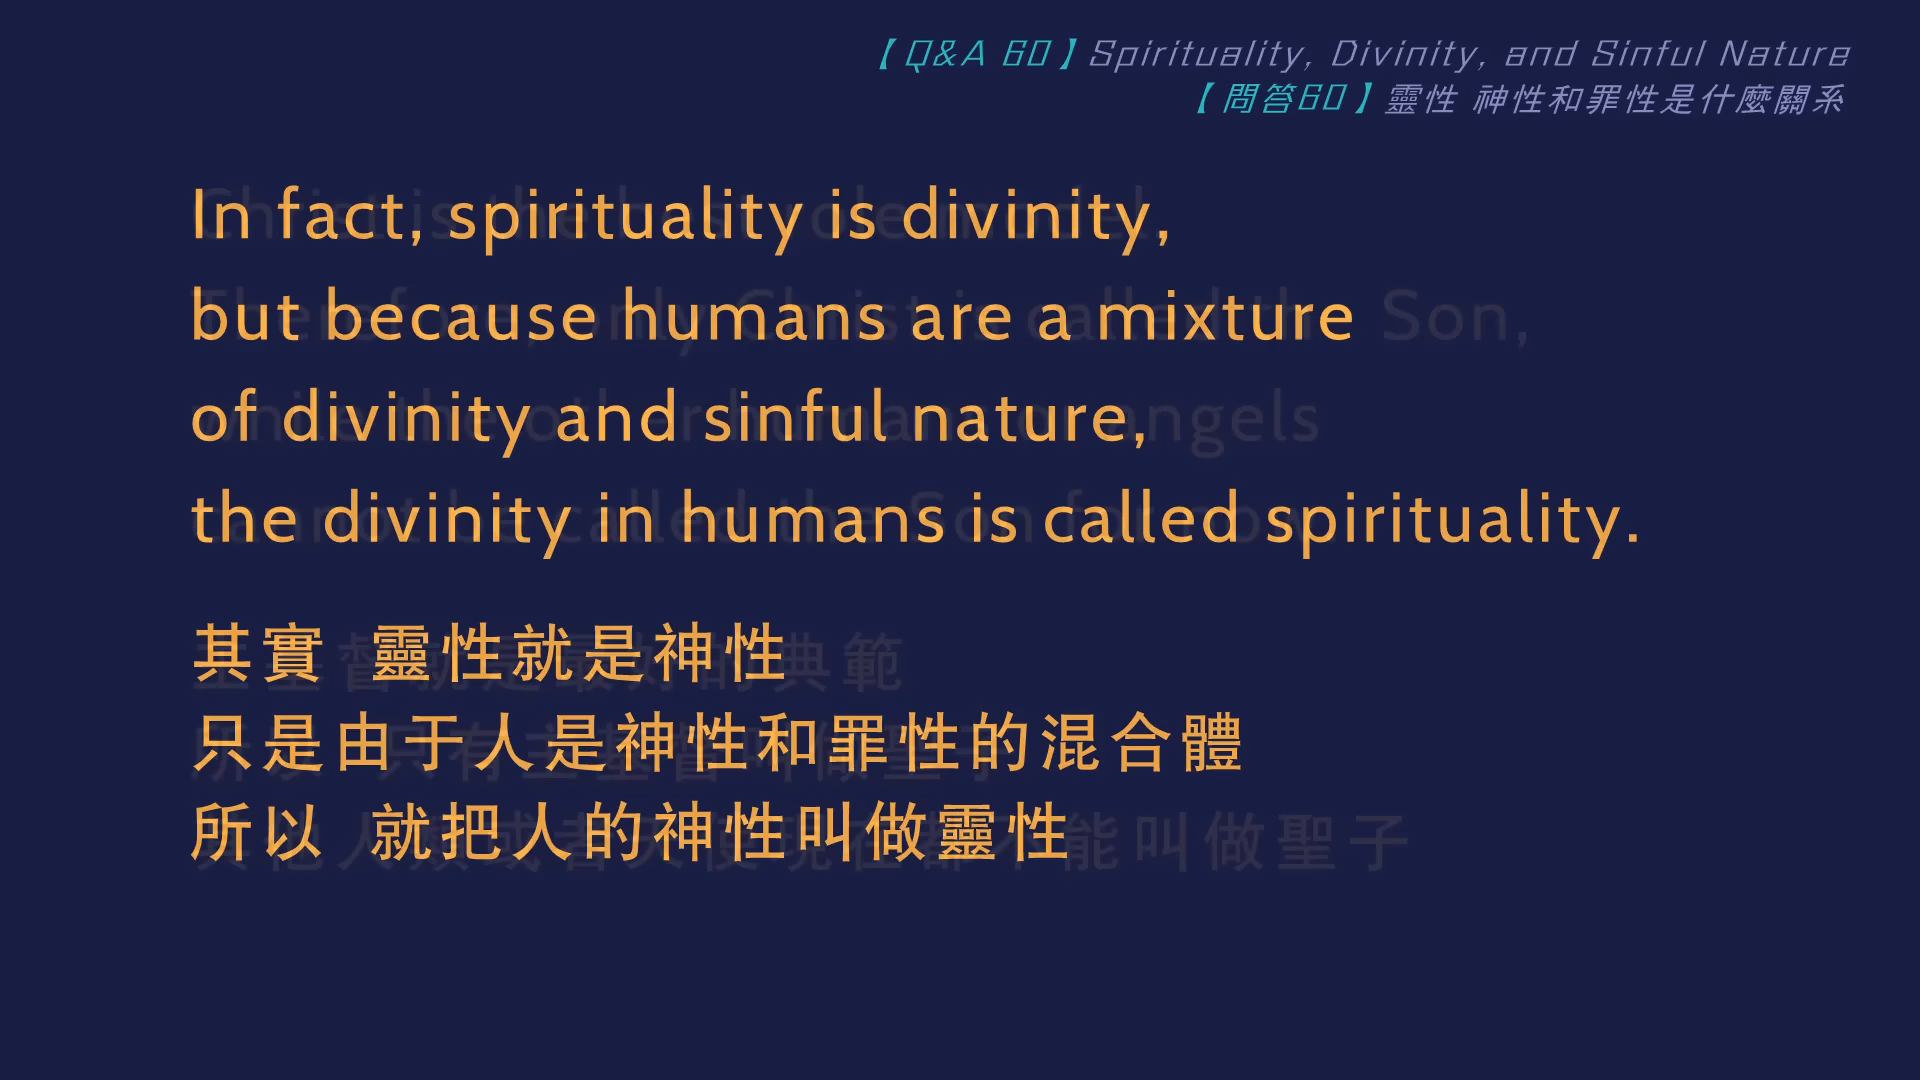 【Q&A 60】Spirituality, Divinity, and Sinful Nature
【問答60】靈性 神性和罪性是什麼關系
In fact, spirituality is divinity,
but because humans are a mixture
of divinity and sinful nature,
the divinity in humans is called spirituality.
其實 靈性就是神性
只是由于人是神性和罪性的混合體
所以 就把人的神性叫做靈性